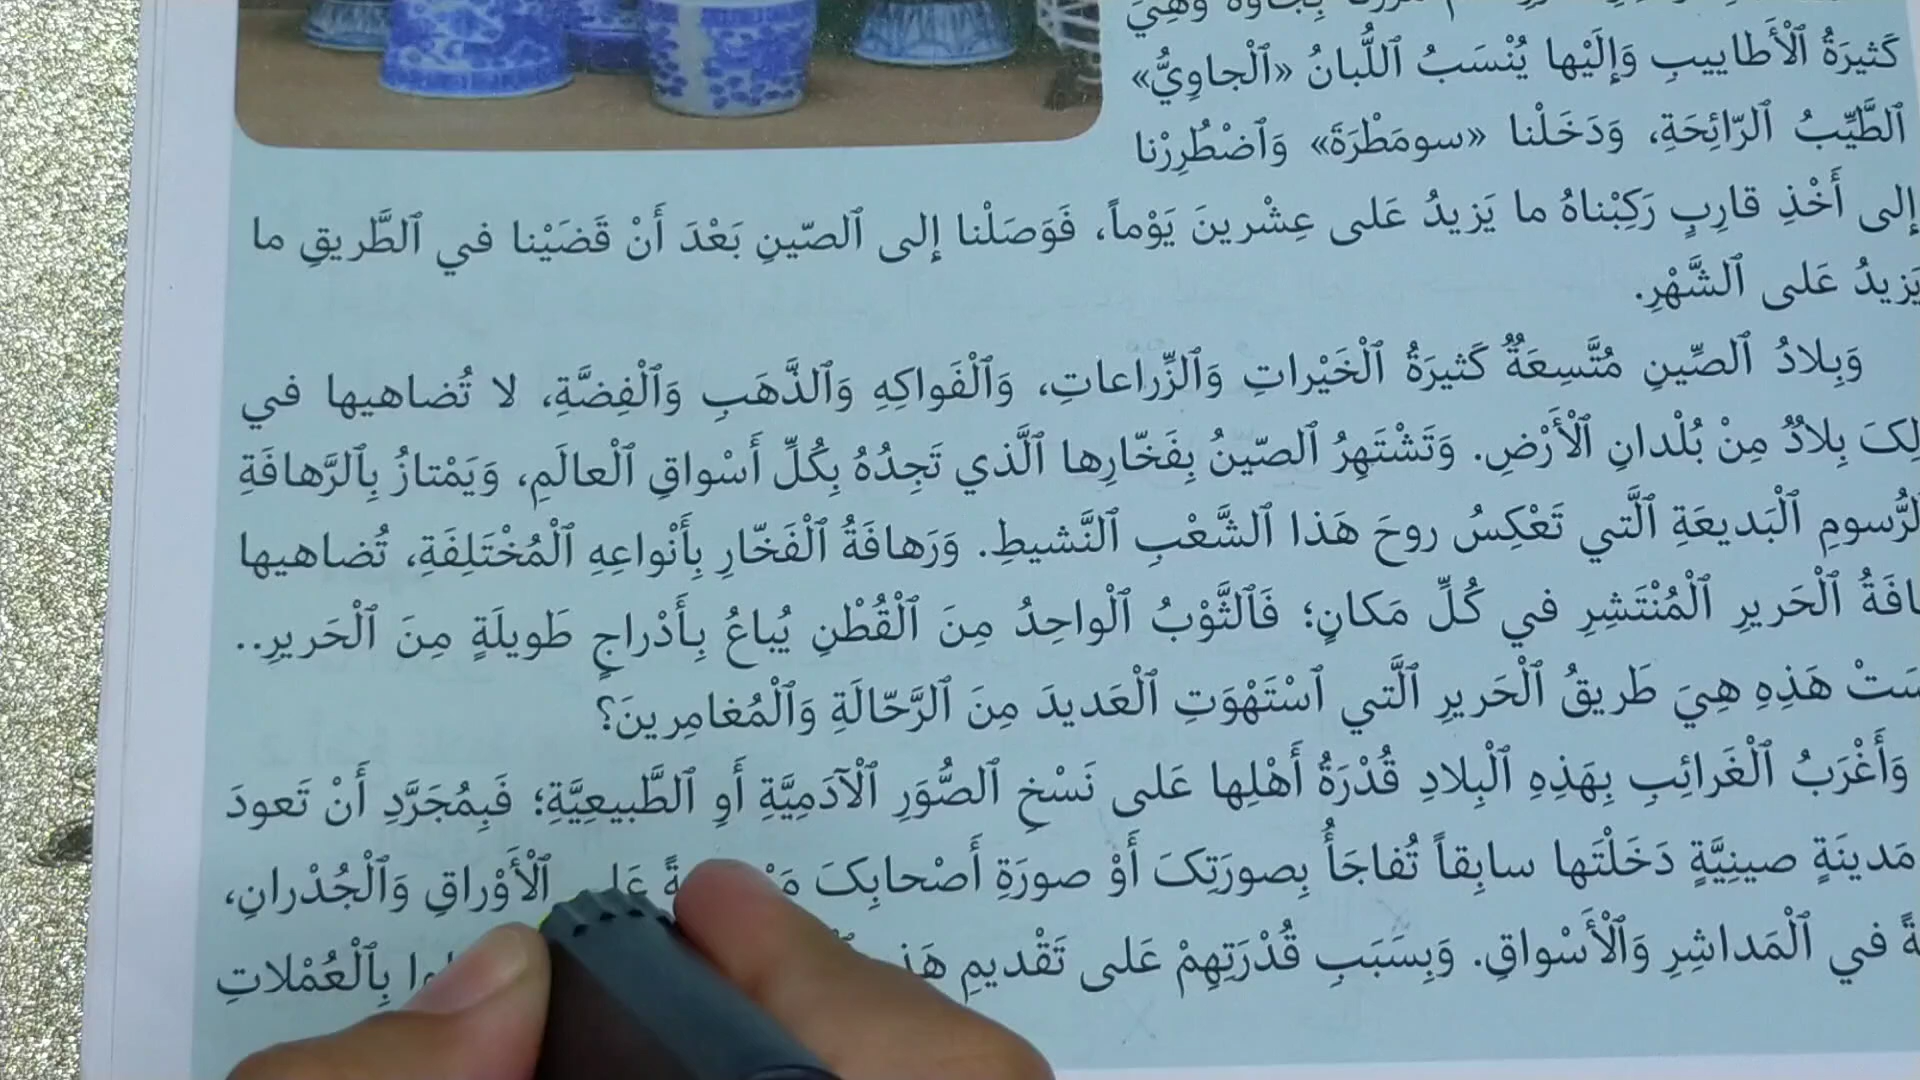 كَثيرَةُ ٱلْأَطاييبِ وَإِلَيْها يُنْسَبُ ٱللُّبانُ «ٱلْجاوِيُّ»
ٱلطَّيِّبُ ٱلرّائِحَةِ، وَدَخَلْنا «سومَطْرَةَ» وَٱضْطُرِرْنا
إِلى أَخْذِ قارِبٍ رَكِبْناهُ ما يَزيدُ عَلى عِشْرينَ يَوْماً، فَوَصَلْنا إِلى ٱلصّينِ بَعْدَ أَنْ قَضَيْنا في ٱلطَّريقِ ما
يَزيدُ عَلى ٱلشَّهْرِ.
وَبِلادُ ٱلصِّينِ مُتَّسِعَةٌ كَثيرَةُ ٱلْخَيْراتِ وَٱلزِّراعاتِ، وَٱلْفَواكِهِ وَٱلذَّهَبِ وَٱلْفِضَّةِ، لا تُضاهيها في
بِلادٌ مِنْ بُلْدانِ ٱلْأَرْضِ. وَتَشْتَهِرُ ٱلصّينُ بِفَخّارِها ٱلَّذي تَجِدُهُ بِكُلِّ أَسْواقِ ٱلْعالَمِ، وَيَمْتازُ بِٱلرَّهافَةِ
ٱلرُّسومِ ٱلْبَديعَةِ ٱلَّتي تَعْكِسُ روحَ هَذا ٱلشَّعْبِ ٱلنَّشيطِ. وَرَهافَةُ ٱلْفَخّارِ بِأَنْواعِهِ ٱلْمُخْتَلِفَةِ، تُضاهيها
ٱلْحَريرِ ٱلْمُنْتَشِرِ في كُلِّ مَكانٍ؛ فَٱلثَّوْبُ ٱلْواحِدُ مِنَ ٱلْقُطْنِ يُباعُ بِأَدْراجٍ طَويلَةٍ مِنَ ٱلْحَريرِ..
هَذِهِ هِيَ طَريقُ ٱلْحَريرِ ٱلَّتي ٱسْتَهْوَتِ ٱلْعَديدَ مِنَ ٱلرَّحّالَةِ وَٱلْمُغامِرينَ؟
وَأَغْرَبُ ٱلْغَرائِبِ بِهَذِهِ ٱلْبِلادِ قُدْرَةُ أَهْلِها عَلى نَسْخِ ٱلصُّوَرِ ٱلْآدَمِيَّةِ أَوِ ٱلطَّبيعِيَّةِ؛ فَبِمُجَرَّدِ أَنْ تَعودَ
مَدينَةٍ صينِيَّةٍ دَخَلْتَها سابِقاً تُفاجَأُ بِصورَتِكَ أَوْ صورَةِ أَصْحابِكَ عَلى ٱلْأَوْراقِ وَٱلْجُدْرانِ،
في ٱلْمَداشِرِ وَٱلْأَسْواقِ. وَبِسَبَبِ قُدْرَتِهِمْ عَلى تَقْديمِ بِٱلْعُمْلاتِ